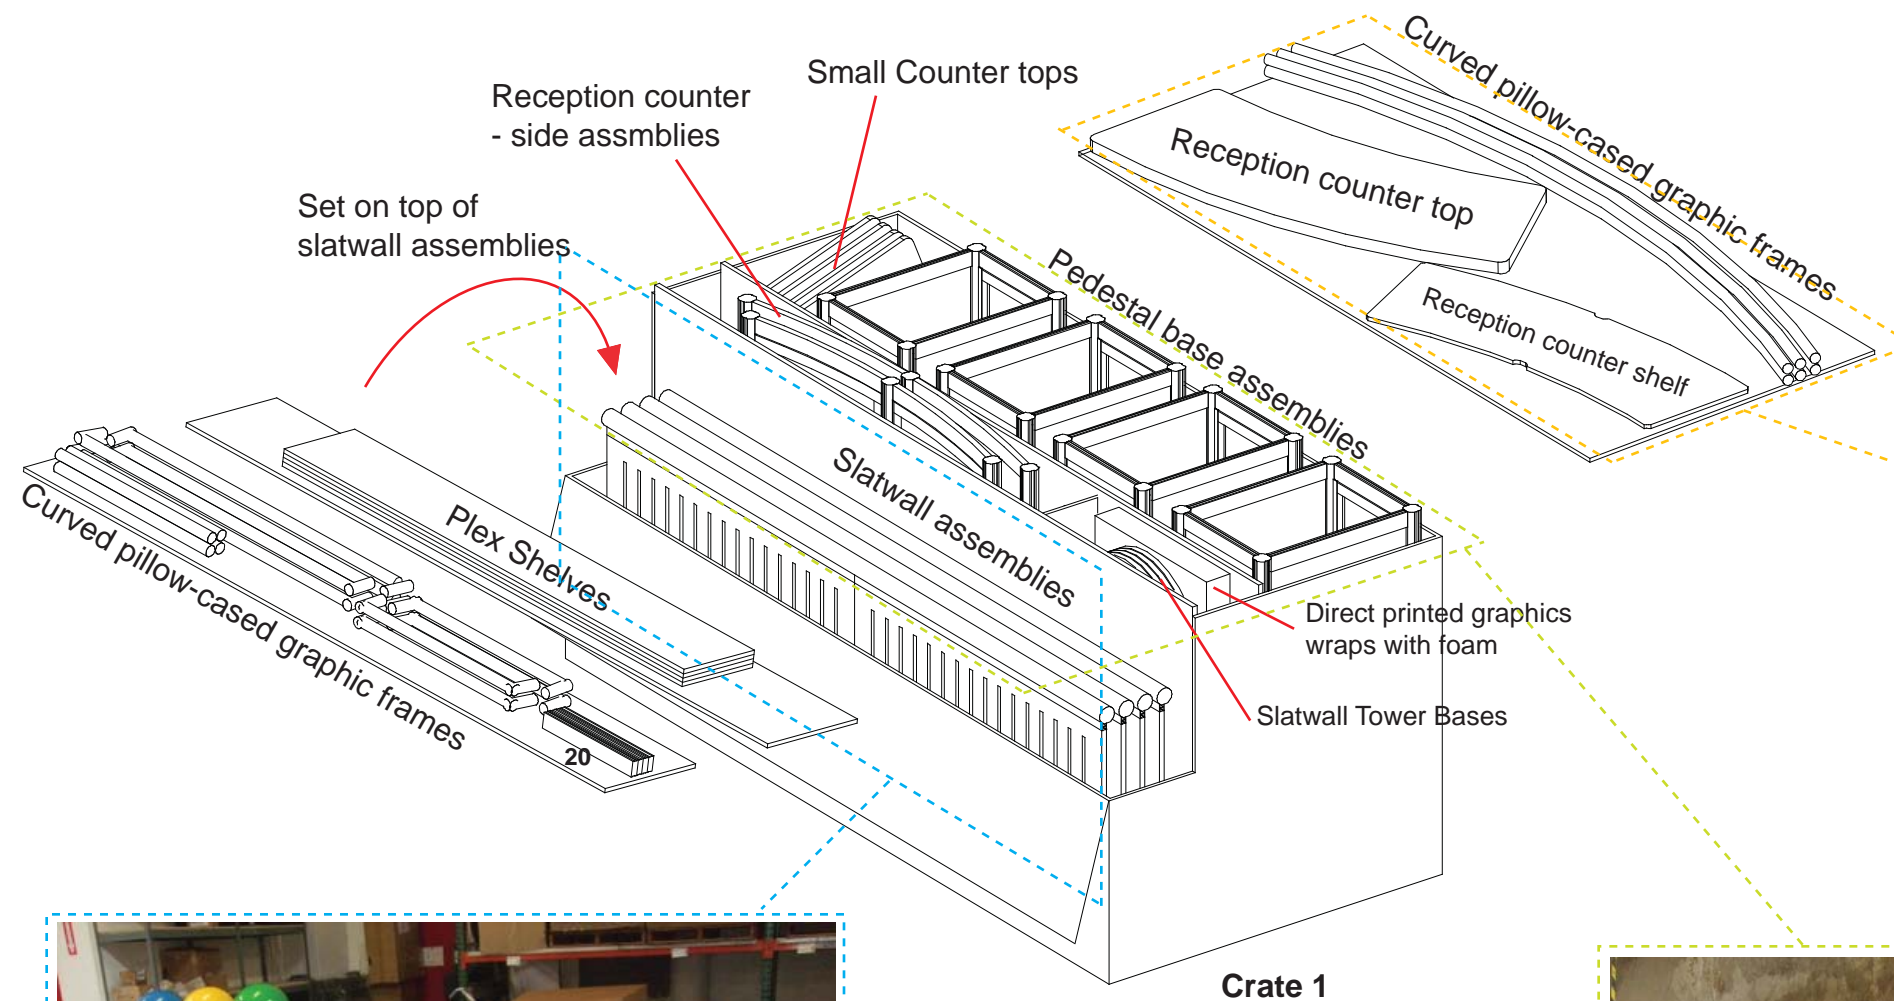 Curved pillow-cased graphic frames
Small Counter tops
Reception counter
- side assmblies
Reception counter top
Set on top of
slatwall assemblies
Pedestal base assemblies
Reception counter shelf
Slatwall assemblies
Plex Shelves
Curved pillow-cased graphic frames
Direct printed graphics
wraps with foam
Slatwall Tower Bases
20
Crate 1